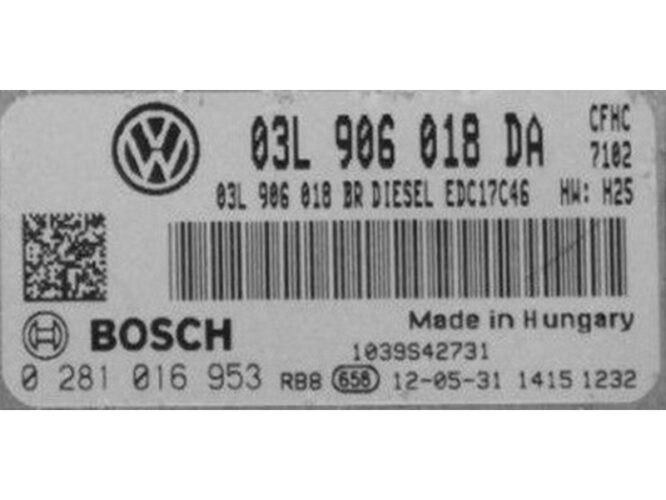 03L 906 018 DA
CFHC
7102
03L 906 018 BR DIESEL EDC17C46 HW: H25
BOSCH
Made in Hungary
1039S42731
0 281 016 953 RB8 658 12-05-31 1415 1232